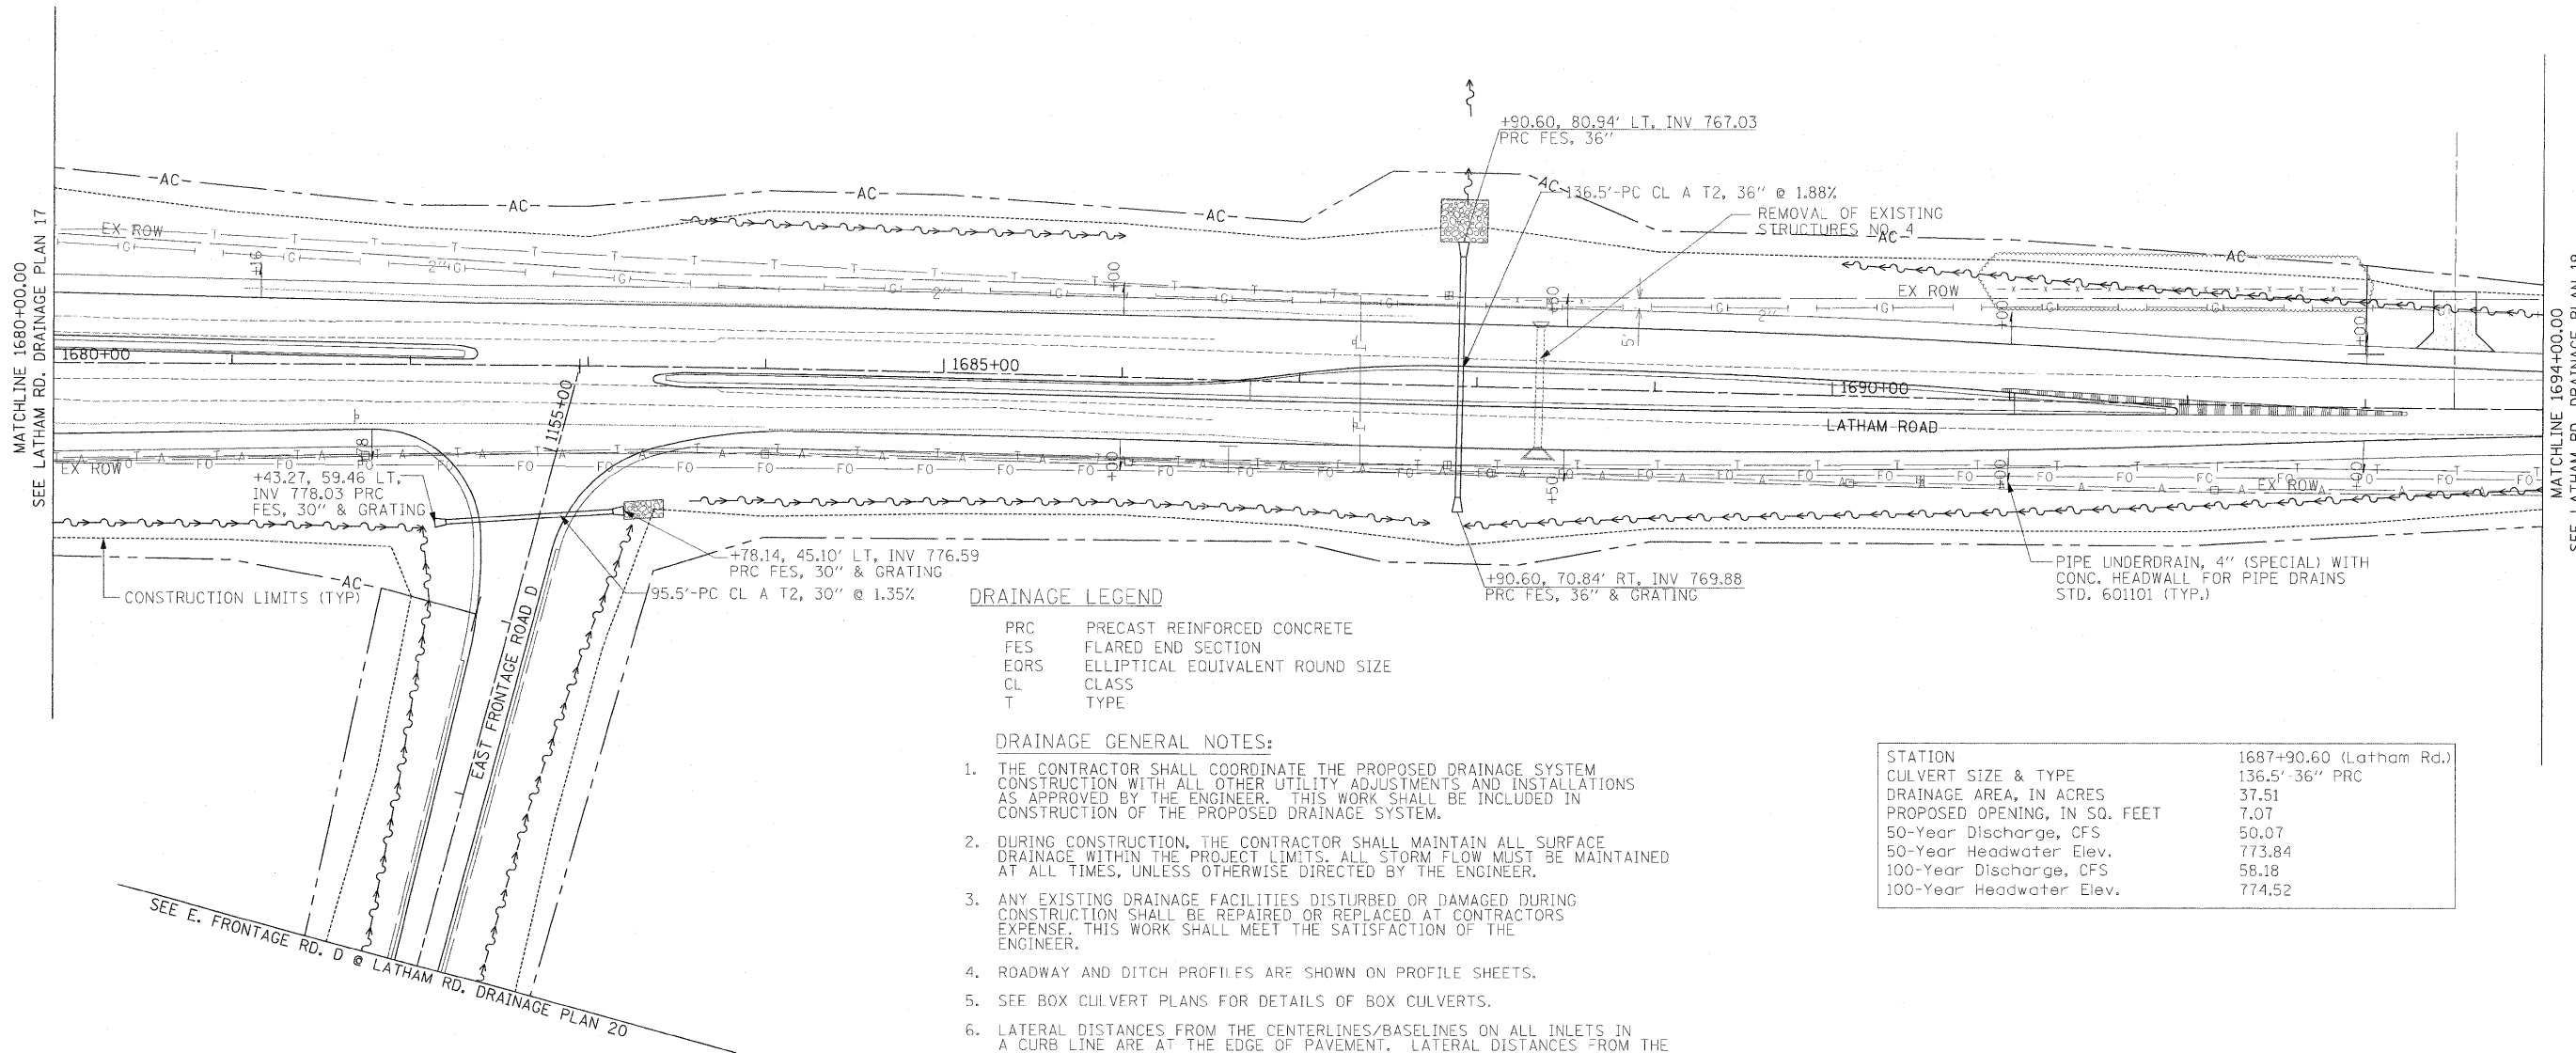 MATCHLINE 1680+00.00
SEE LATHAM RD. DRAINAGE PLAN 17
+90.60, 80.94' LT, INV 767.03
PRC FES, 36"
136.5'-PC CL A T2, 36" @ 1.88%
REMOVAL OF EXISTING
STRUCTURES NO. 4
AC
AC
AC
AC
AC
AC
AC
EX ROW
EX ROW
1680+00
1685+00
1690+00
1155+00
LATHAM ROAD
EX ROW
EX ROW
+43.27, 59.46 LT,
INV 778.03 PRC
FES, 30" & GRATING
AC
CONSTRUCTION LIMITS (TYP)
+78.14, 45.10' LT, INV 776.59
PRC FES, 30" & GRATING
95.5'-PC CL A T2, 30" @ 1.35%
+90.60, 70.84' RT, INV 769.88
PRC FES, 36" & GRATING
PIPE UNDERDRAIN, 4" (SPECIAL) WITH
CONC. HEADWALL FOR PIPE DRAINS
STD. 601101 (TYP.)
MATCHLINE 1694+00.00
SEE LATHAM RD. DRAINAGE PLAN 19
EAST FRONTAGE ROAD D
SEE E. FRONTAGE RD. D @ LATHAM RD. DRAINAGE PLAN 20
DRAINAGE LEGEND
PRC PRECAST REINFORCED CONCRETE
FES FLARED END SECTION
EQRS ELLIPTICAL EQUIVALENT ROUND SIZE
CL CLASS
T TYPE
DRAINAGE GENERAL NOTES:
1. THE CONTRACTOR SHALL COORDINATE THE PROPOSED DRAINAGE SYSTEM
CONSTRUCTION WITH ALL OTHER UTILITY ADJUSTMENTS AND INSTALLATIONS
AS APPROVED BY THE ENGINEER. THIS WORK SHALL BE INCLUDED IN
CONSTRUCTION OF THE PROPOSED DRAINAGE SYSTEM.
2. DURING CONSTRUCTION, THE CONTRACTOR SHALL MAINTAIN ALL SURFACE
DRAINAGE WITHIN THE PROJECT LIMITS. ALL STORM FLOW MUST BE MAINTAINED
AT ALL TIMES, UNLESS OTHERWISE DIRECTED BY THE ENGINEER.
3. ANY EXISTING DRAINAGE FACILITIES DISTURBED OR DAMAGED DURING
CONSTRUCTION SHALL BE REPAIRED OR REPLACED AT CONTRACTORS
EXPENSE. THIS WORK SHALL MEET THE SATISFACTION OF THE
ENGINEER.
4. ROADWAY AND DITCH PROFILES ARE SHOWN ON PROFILE SHEETS.
5. SEE BOX CULVERT PLANS FOR DETAILS OF BOX CULVERTS.
6. LATERAL DISTANCES FROM THE CENTERLINES/BASELINES ON ALL INLETS IN
A CURB LINE ARE AT THE EDGE OF PAVEMENT. LATERAL DISTANCES FROM THE
STATION 1687+90.60 (Latham Rd.)
CULVERT SIZE & TYPE 136.5'-36" PRC
DRAINAGE AREA, IN ACRES 37.51
PROPOSED OPENING, IN SQ. FEET 7.07
50-Year Discharge, CFS 50.07
50-Year Headwater Elev. 773.84
100-Year Discharge, CFS 58.18
100-Year Headwater Elev. 774.52